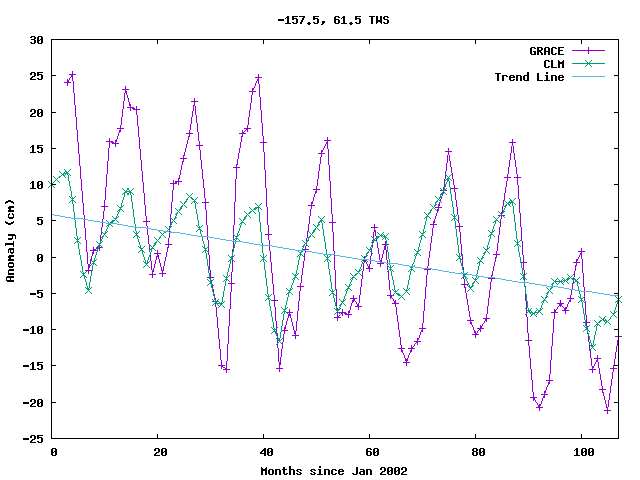 -157.5, 61.5 TWS
GRACE
CLM
Trend Line
30
25
20
15
10
5
0
-5
-10
-15
-20
-25
Anomaly (cm)
0 20 40 60 80 100
Months since Jan 2002